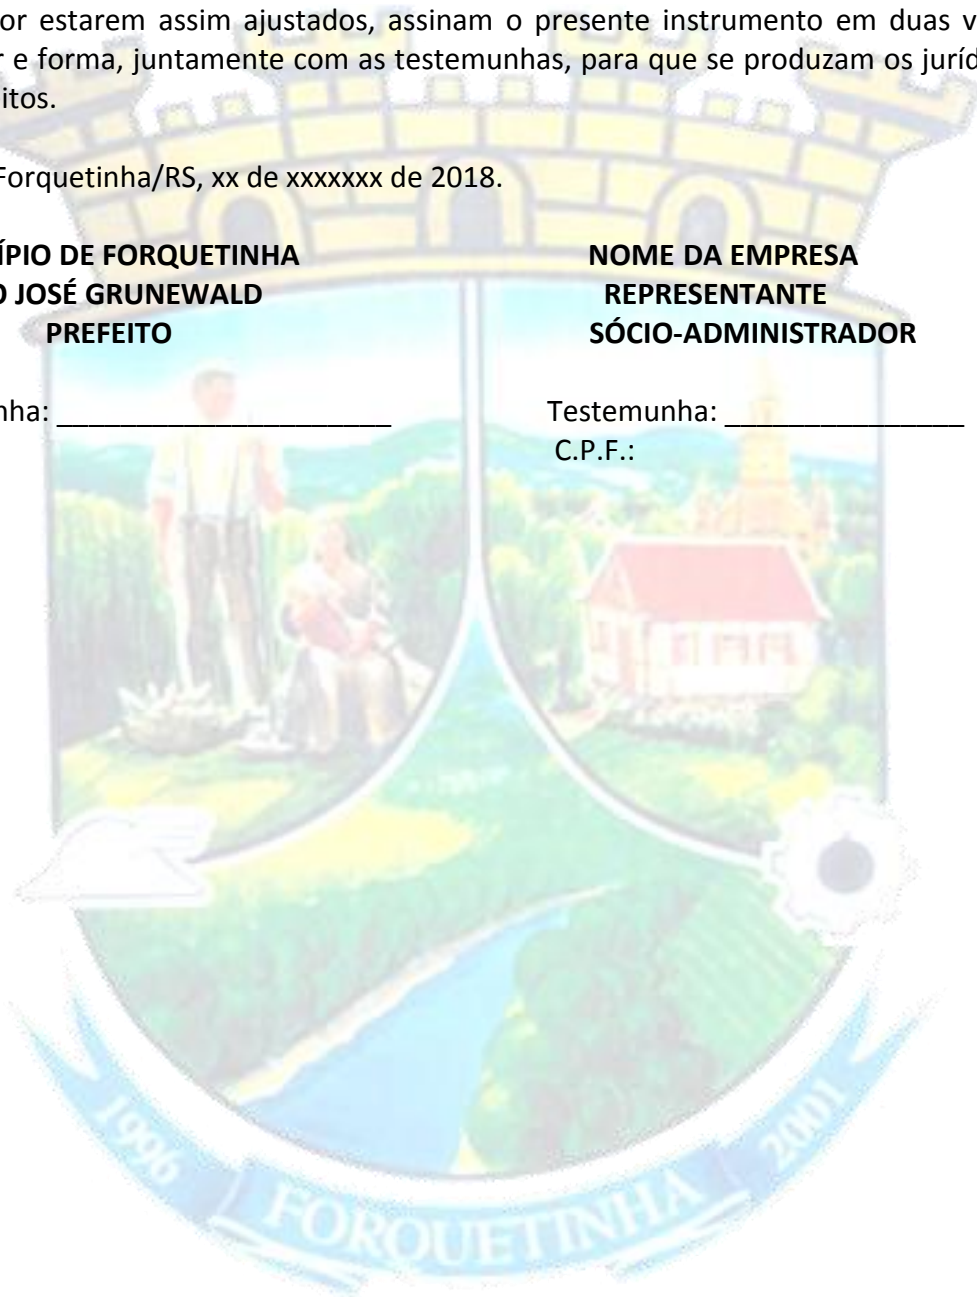 or estarem assim ajustados, assinam o presente instrumento em duas v
r e forma, juntamente com as testemunhas, para que se produzam os juríd
itos.
Forquetinha/RS, xx de xxxxxxx de 2018.
ÍPIO DE FORQUETINHA NOME DA EMPRESA
O JOSÉ GRUNEWALD REPRESENTANTE
PREFEITO SÓCIO-ADMINISTRADOR
nha: _____________________ Testemunha: _______________
C.P.F.:
1996 FORQUETINHA 2001